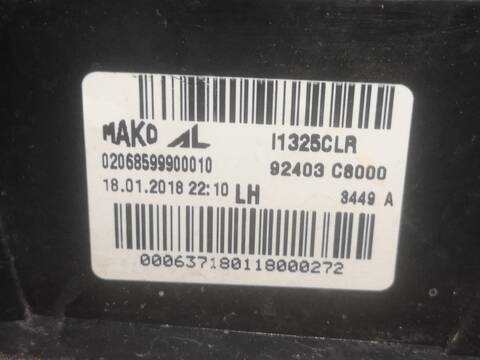 MAKO AL I1325CLR
02068599900010 92403 C8000
18.01.2018 22:10 LH 3449 A
000637180118000272